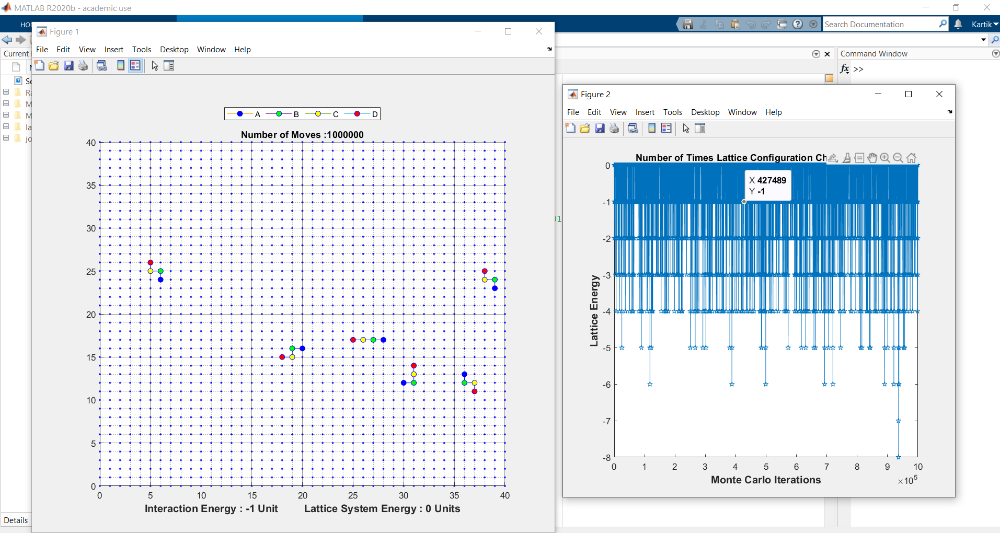 MATLAB R2020b - academic use
HO
Search Documentation
Kartik
Current
Sc
Ra
M
M
la
jo
Details
Figure 1
File Edit View Insert Tools Desktop Window Help
A B C D
Number of Moves :1000000
40
35
30
25
20
15
10
5
0
0 5 10 15 20 25 30 35 40
Interaction Energy : -1 Unit Lattice System Energy : 0 Units
01
Command Window
fx >>
Figure 2
File Edit View Insert Tools Desktop Window Help
Number of Times Lattice Configuration Ch
X 427489
Y -1
0
-1
-2
-3
-4
-5
-6
-7
-8
Lattice Energy
0 1 2 3 4 5 6 7 8 9 10
×10⁵
Monte Carlo Iterations